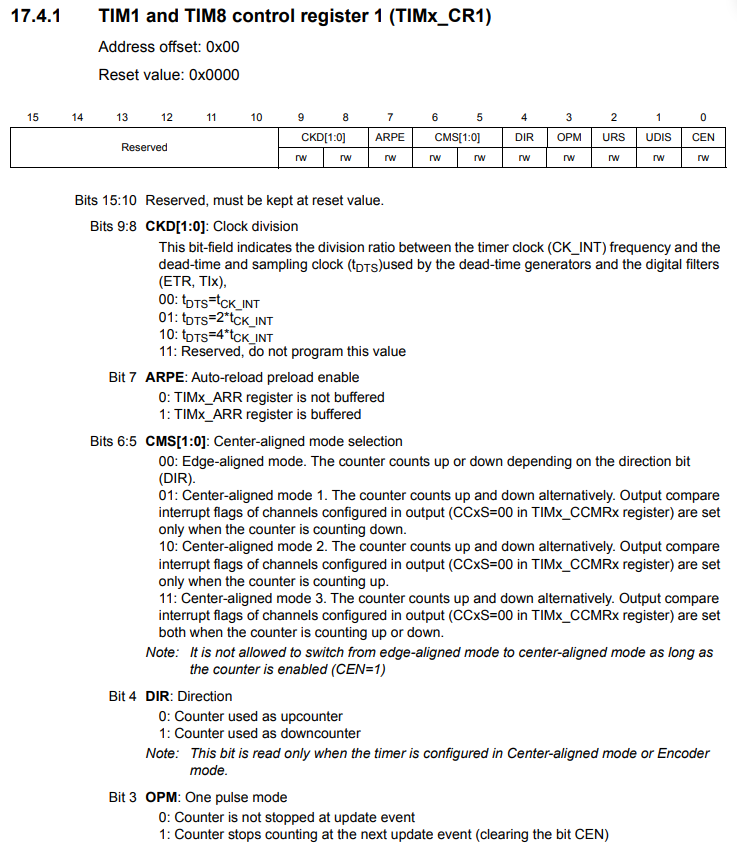 17.4.1 TIM1 and TIM8 control register 1 (TIMx_CR1)
Address offset: 0x00
Reset value: 0x0000
15 14 13 12 11 10 9 8 7 6 5 4 3 2 1 0
Reserved CKD[1:0] ARPE CMS[1:0] DIR OPM URS UDIS CEN
rw rw rw rw rw rw rw rw rw rw
Bits 15:10 Reserved, must be kept at reset value.
Bits 9:8 CKD[1:0]: Clock division
This bit-field indicates the division ratio between the timer clock (CK_INT) frequency and the
dead-time and sampling clock (tDTS)used by the dead-time generators and the digital filters
(ETR, TIx),
00: tDTS=tCK_INT
01: tDTS=2*tCK_INT
10: tDTS=4*tCK_INT
11: Reserved, do not program this value
Bit 7 ARPE: Auto-reload preload enable
0: TIMx_ARR register is not buffered
1: TIMx_ARR register is buffered
Bits 6:5 CMS[1:0]: Center-aligned mode selection
00: Edge-aligned mode. The counter counts up or down depending on the direction bit
(DIR).
01: Center-aligned mode 1. The counter counts up and down alternatively. Output compare
interrupt flags of channels configured in output (CCxS=00 in TIMx_CCMRx register) are set
only when the counter is counting down.
10: Center-aligned mode 2. The counter counts up and down alternatively. Output compare
interrupt flags of channels configured in output (CCxS=00 in TIMx_CCMRx register) are set
only when the counter is counting up.
11: Center-aligned mode 3. The counter counts up and down alternatively. Output compare
interrupt flags of channels configured in output (CCxS=00 in TIMx_CCMRx register) are set
both when the counter is counting up or down.
Note: It is not allowed to switch from edge-aligned mode to center-aligned mode as long as
the counter is enabled (CEN=1)
Bit 4 DIR: Direction
0: Counter used as upcounter
1: Counter used as downcounter
Note: This bit is read only when the timer is configured in Center-aligned mode or Encoder
mode.
Bit 3 OPM: One pulse mode
0: Counter is not stopped at update event
1: Counter stops counting at the next update event (clearing the bit CEN)